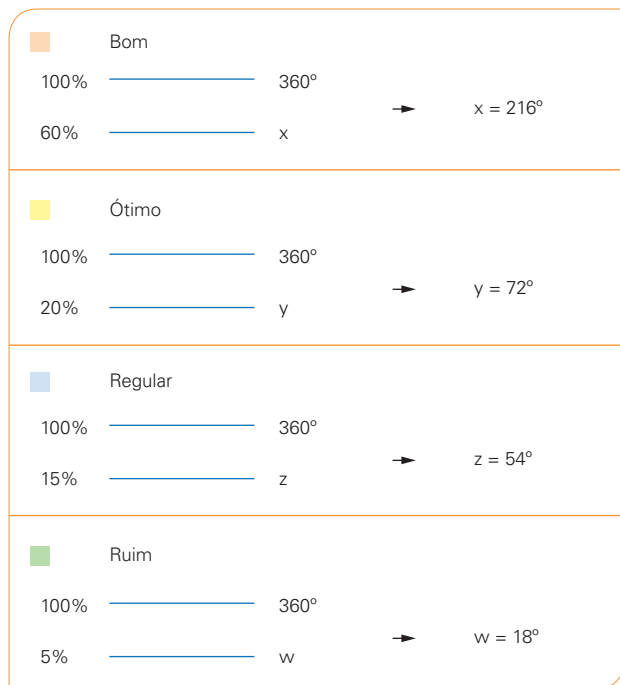 Bom
100% 360º
x = 216º
60% x
Ótimo
100% 360º
y = 72º
20% y
Regular
100% 360º
z = 54º
15% z
Ruim
100% 360º
w = 18º
5% w